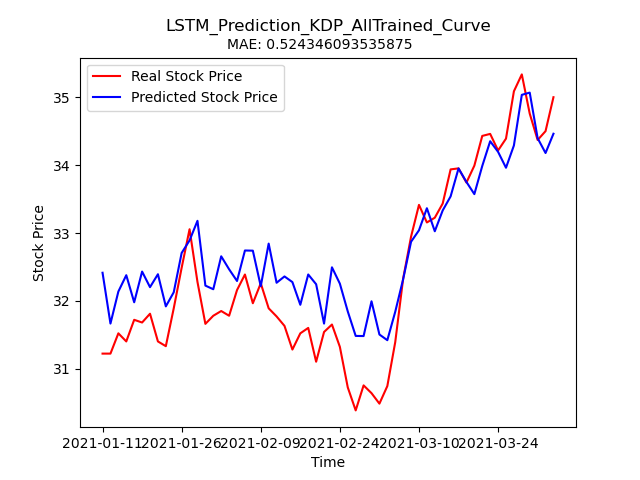 LSTM_Prediction_KDP_AllTrained_Curve
MAE: 0.524346093535875
Real Stock Price
Predicted Stock Price
35
34
33
32
31
Stock Price
2021-01-11 2021-01-26 2021-02-09 2021-02-24 2021-03-10 2021-03-24
Time